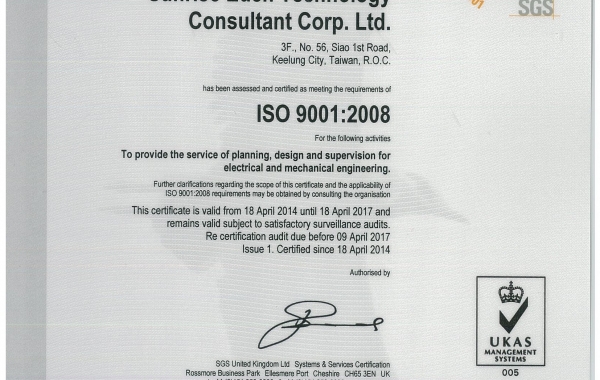 Technology
Consultant Corp. Ltd.
SGS
3F., No. 56, Siao 1st Road,
Keelung City, Taiwan, R.O.C.
has been assessed and certified as meeting the requirements of
ISO 9001:2008
For the following activities
To provide the service of planning, design and supervision for
electrical and mechanical engineering.
Further clarifications regarding the scope of this certificate and the applicability of
ISO 9001:2008 requirements may be obtained by consulting the organisation
This certificate is valid from 18 April 2014 until 18 April 2017 and
remains valid subject to satisfactory surveillance audits.
Re certification audit due before 09 April 2017
Issue 1. Certified since 18 April 2014
Authorised by
SGS United Kingdom Ltd Systems & Services Certification
Rossmore Business Park Ellesmere Port Cheshire CH65 3EN UK
UKAS
MANAGEMENT
SYSTEMS
005